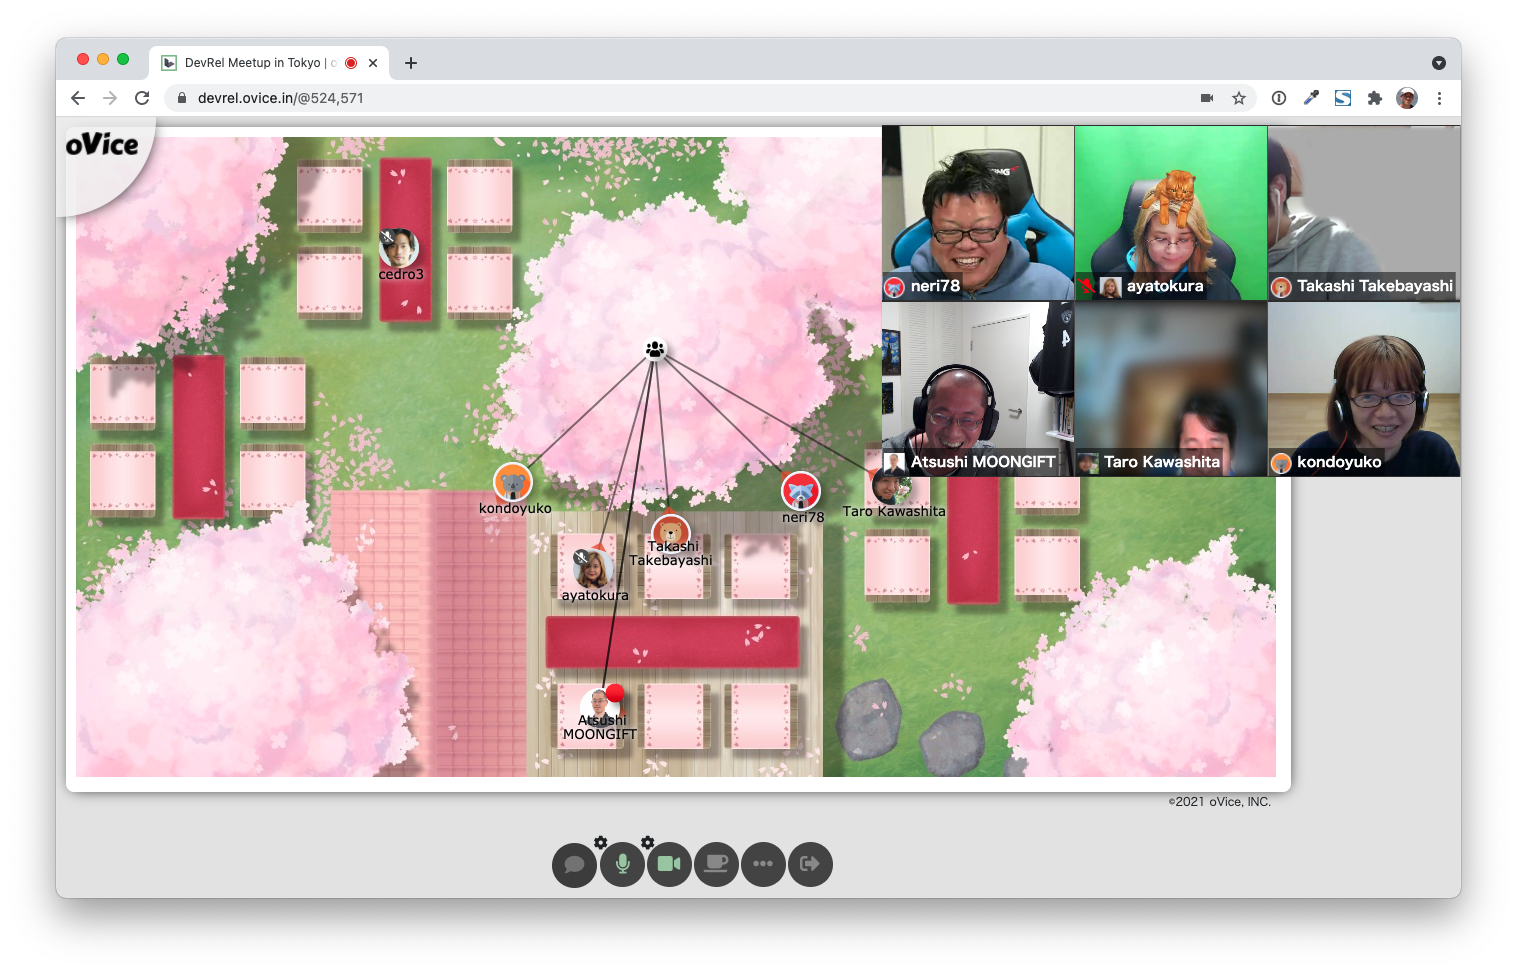 DevRel Meetup in Tokyo | o
devrel.ovice.in/@524,571
oVice
neri78
ayatokura
Takashi Takebayashi
Atsushi MOONGIFT
Taro Kawashita
kondoyuko
cedro3
kondoyuko
neri78
Taro Kawashita
Takashi
Takebayashi
ayatokura
Atsushi
MOONGIFT
©2021 oVice, INC.